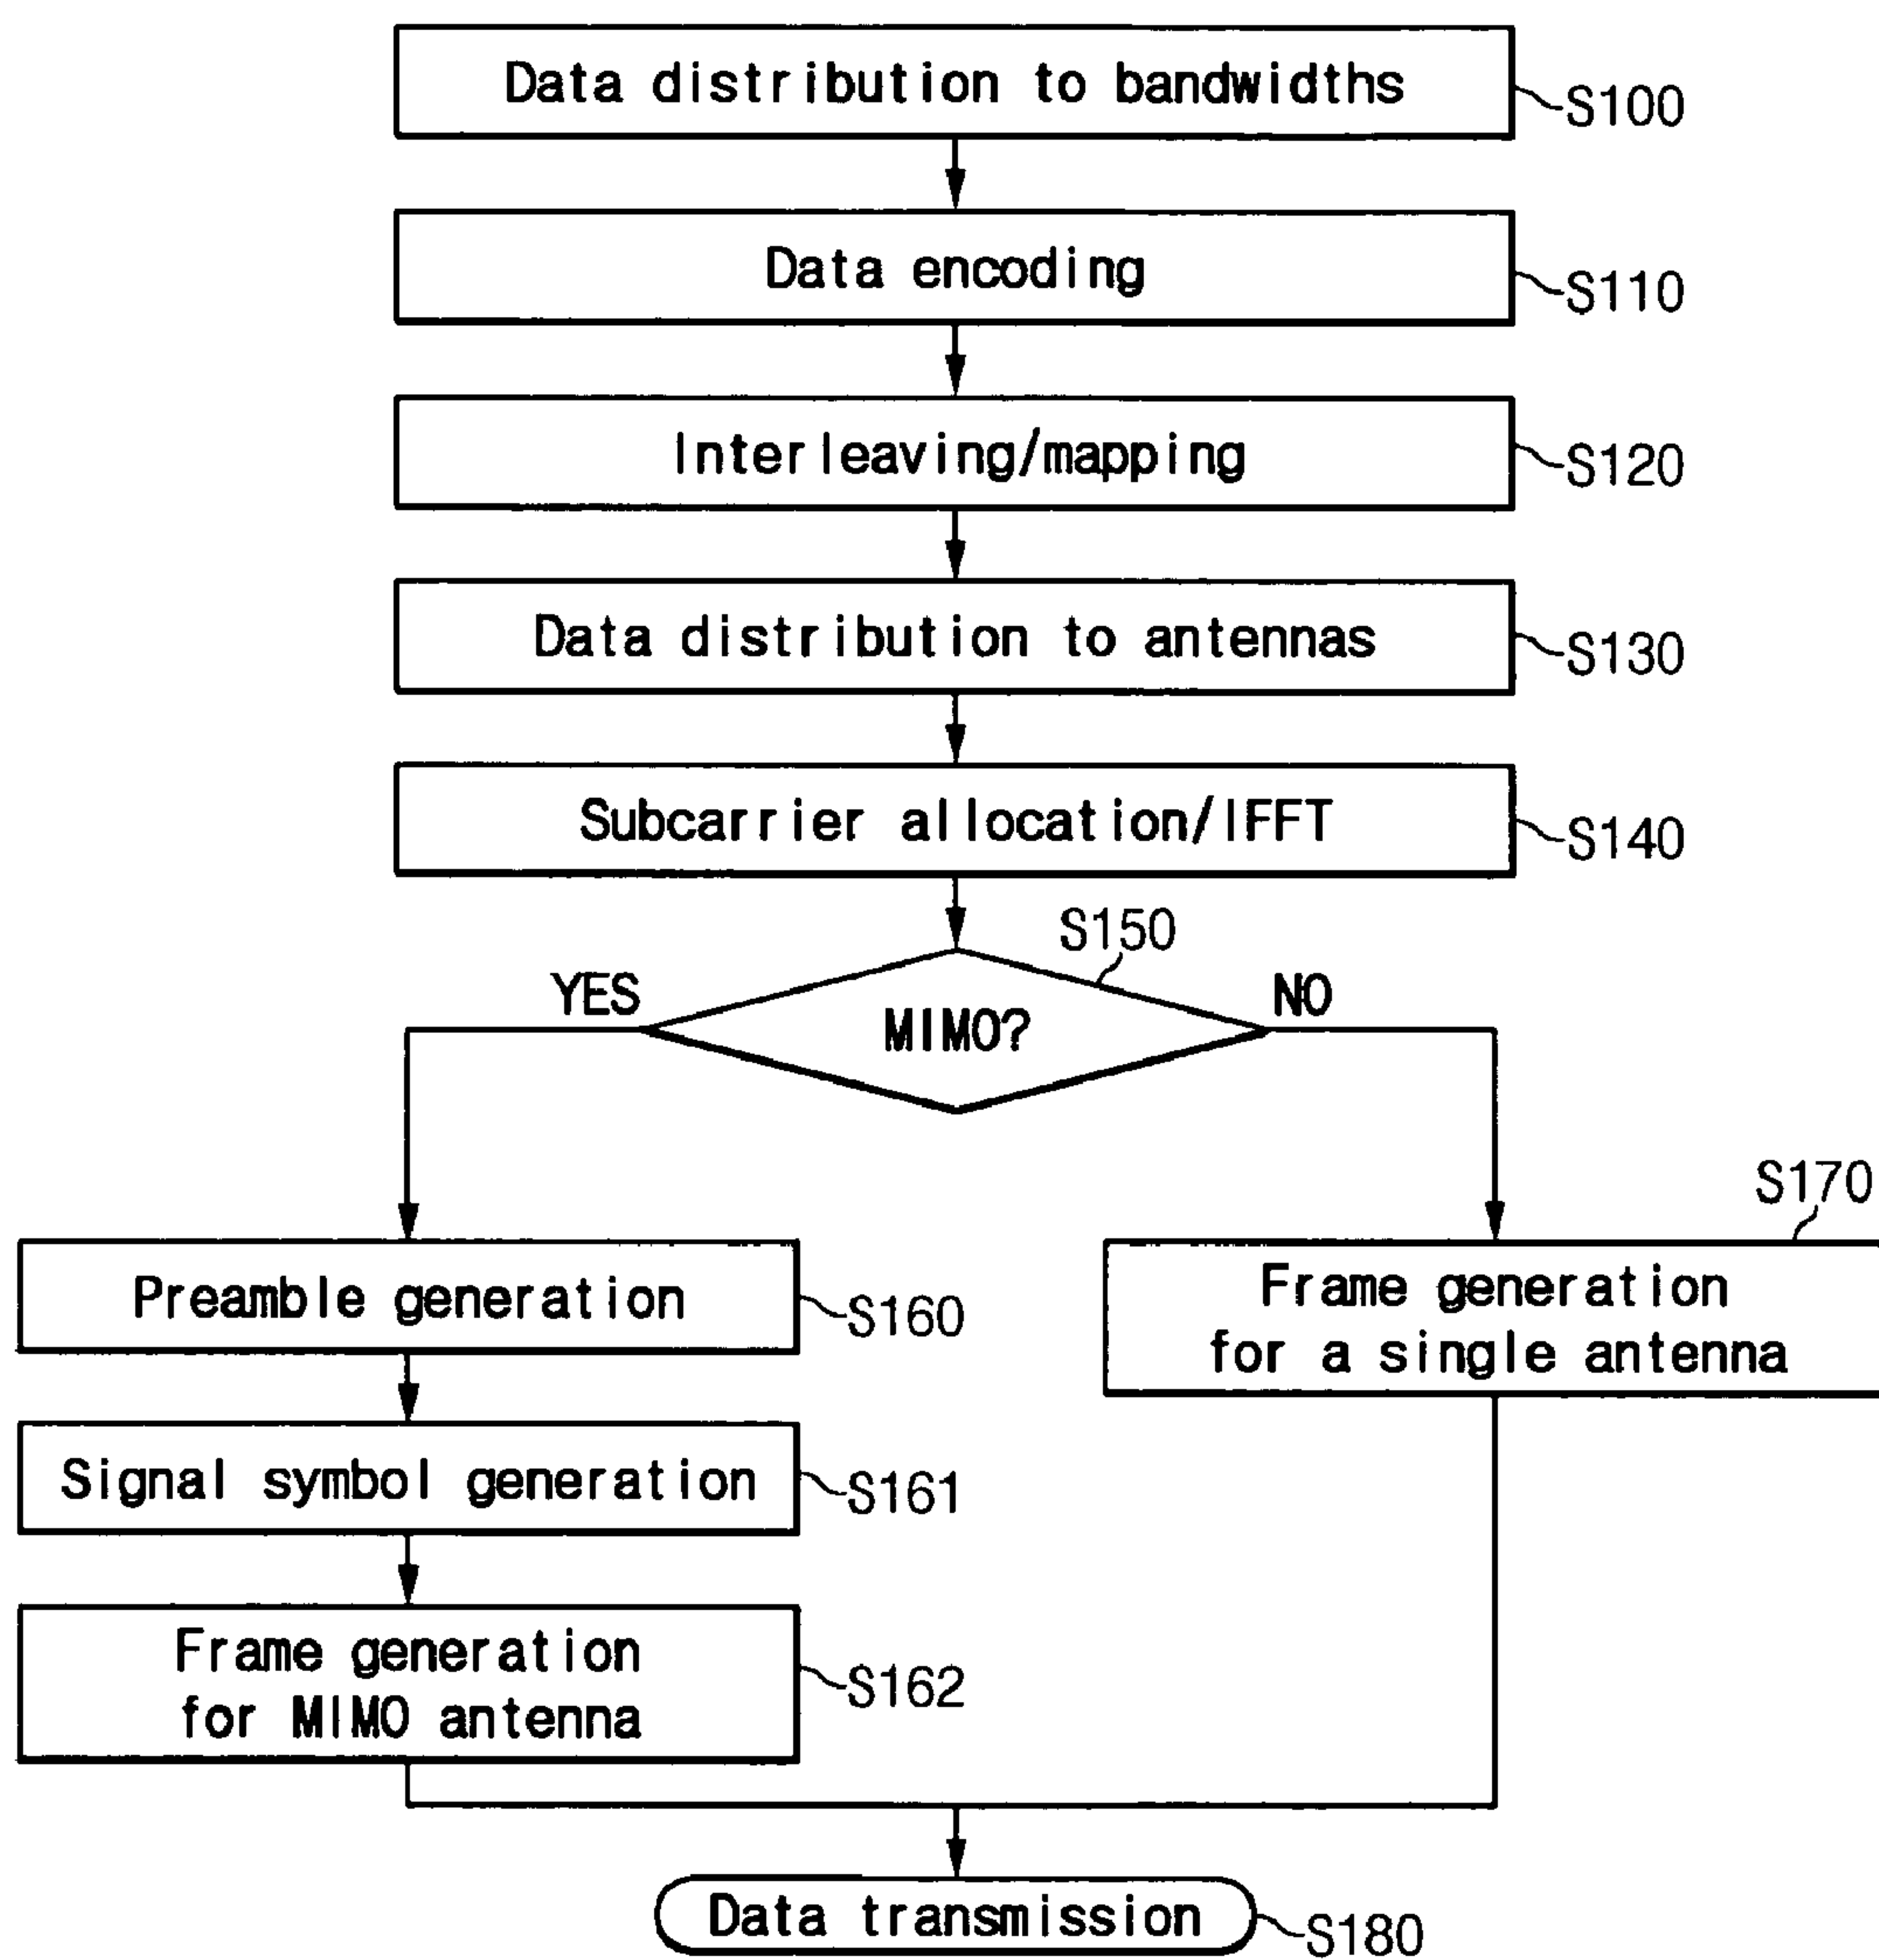 Data distribution to bandwidths
S100
Data encoding
S110
Interleaving/mapping
S120
Data distribution to antennas
S130
Subcarrier allocation/IFFT
S140
S150
YES
MIMO?
NO
S170
Preamble generation
S160
Frame generation
for a single antenna
Signal symbol generation
S161
Frame generation
for MIMO antenna
S162
Data transmission
S180